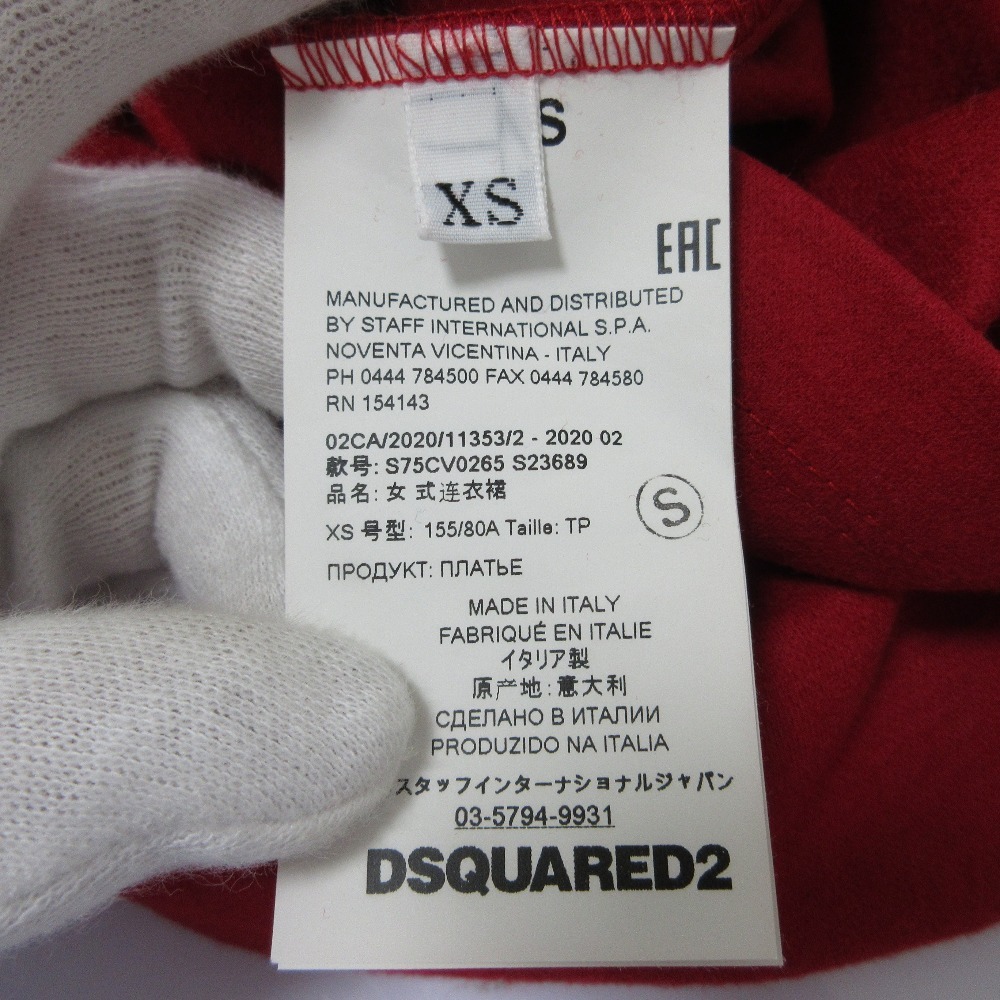 S
XS
EAC
MANUFACTURED AND DISTRIBUTED
BY STAFF INTERNATIONAL S.P.A.
NOVENTA VICENTINA - ITALY
PH 0444 784500 FAX 0444 784580
RN 154143
02CA/2020/11353/2 - 2020 02
款号: S75CV0265 S23689
品名: 女 式连衣裙
S
XS 号型: 155/80A Taille: TP
ПРОДУКТ: ПЛАТЬЕ
MADE IN ITALY
FABRIQUÉ EN ITALIE
イタリア製
原产地: 意大利
СДЕЛАНО В ИТАЛИИ
PRODUZIDO NA ITALIA
スタッフインターナショナルジャパン
03-5794-9931
DSQUARED2